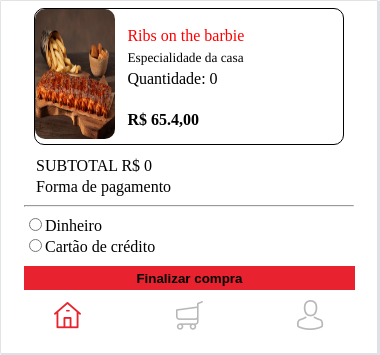 Ribs on the barbie
Especialidade da casa
Quantidade: 0
R$ 65.4,00
SUBTOTAL R$ 0
Forma de pagamento
Dinheiro
Cartão de crédito
Finalizar compra